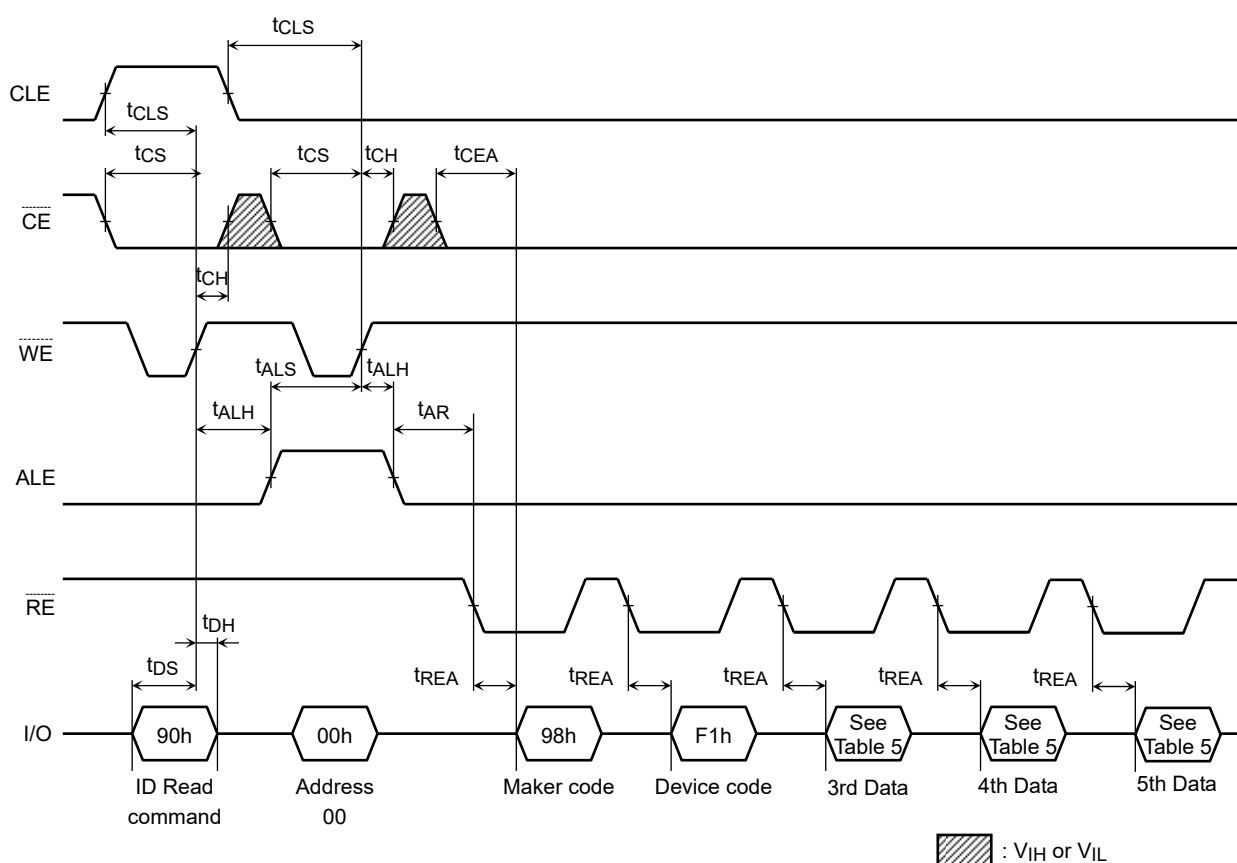 tCLS
CLE
tCLS
tCS tCS tCH tCEA
CE
tCH
WE
tALS tALH
tALH tAR
ALE
RE
tDH
tDS tREA tREA tREA tREA tREA
I/O 90h 00h 98h F1h See Table 5 See Table 5 See Table 5
ID Read command Address 00 Maker code Device code 3rd Data 4th Data 5th Data
: VIH or VIL